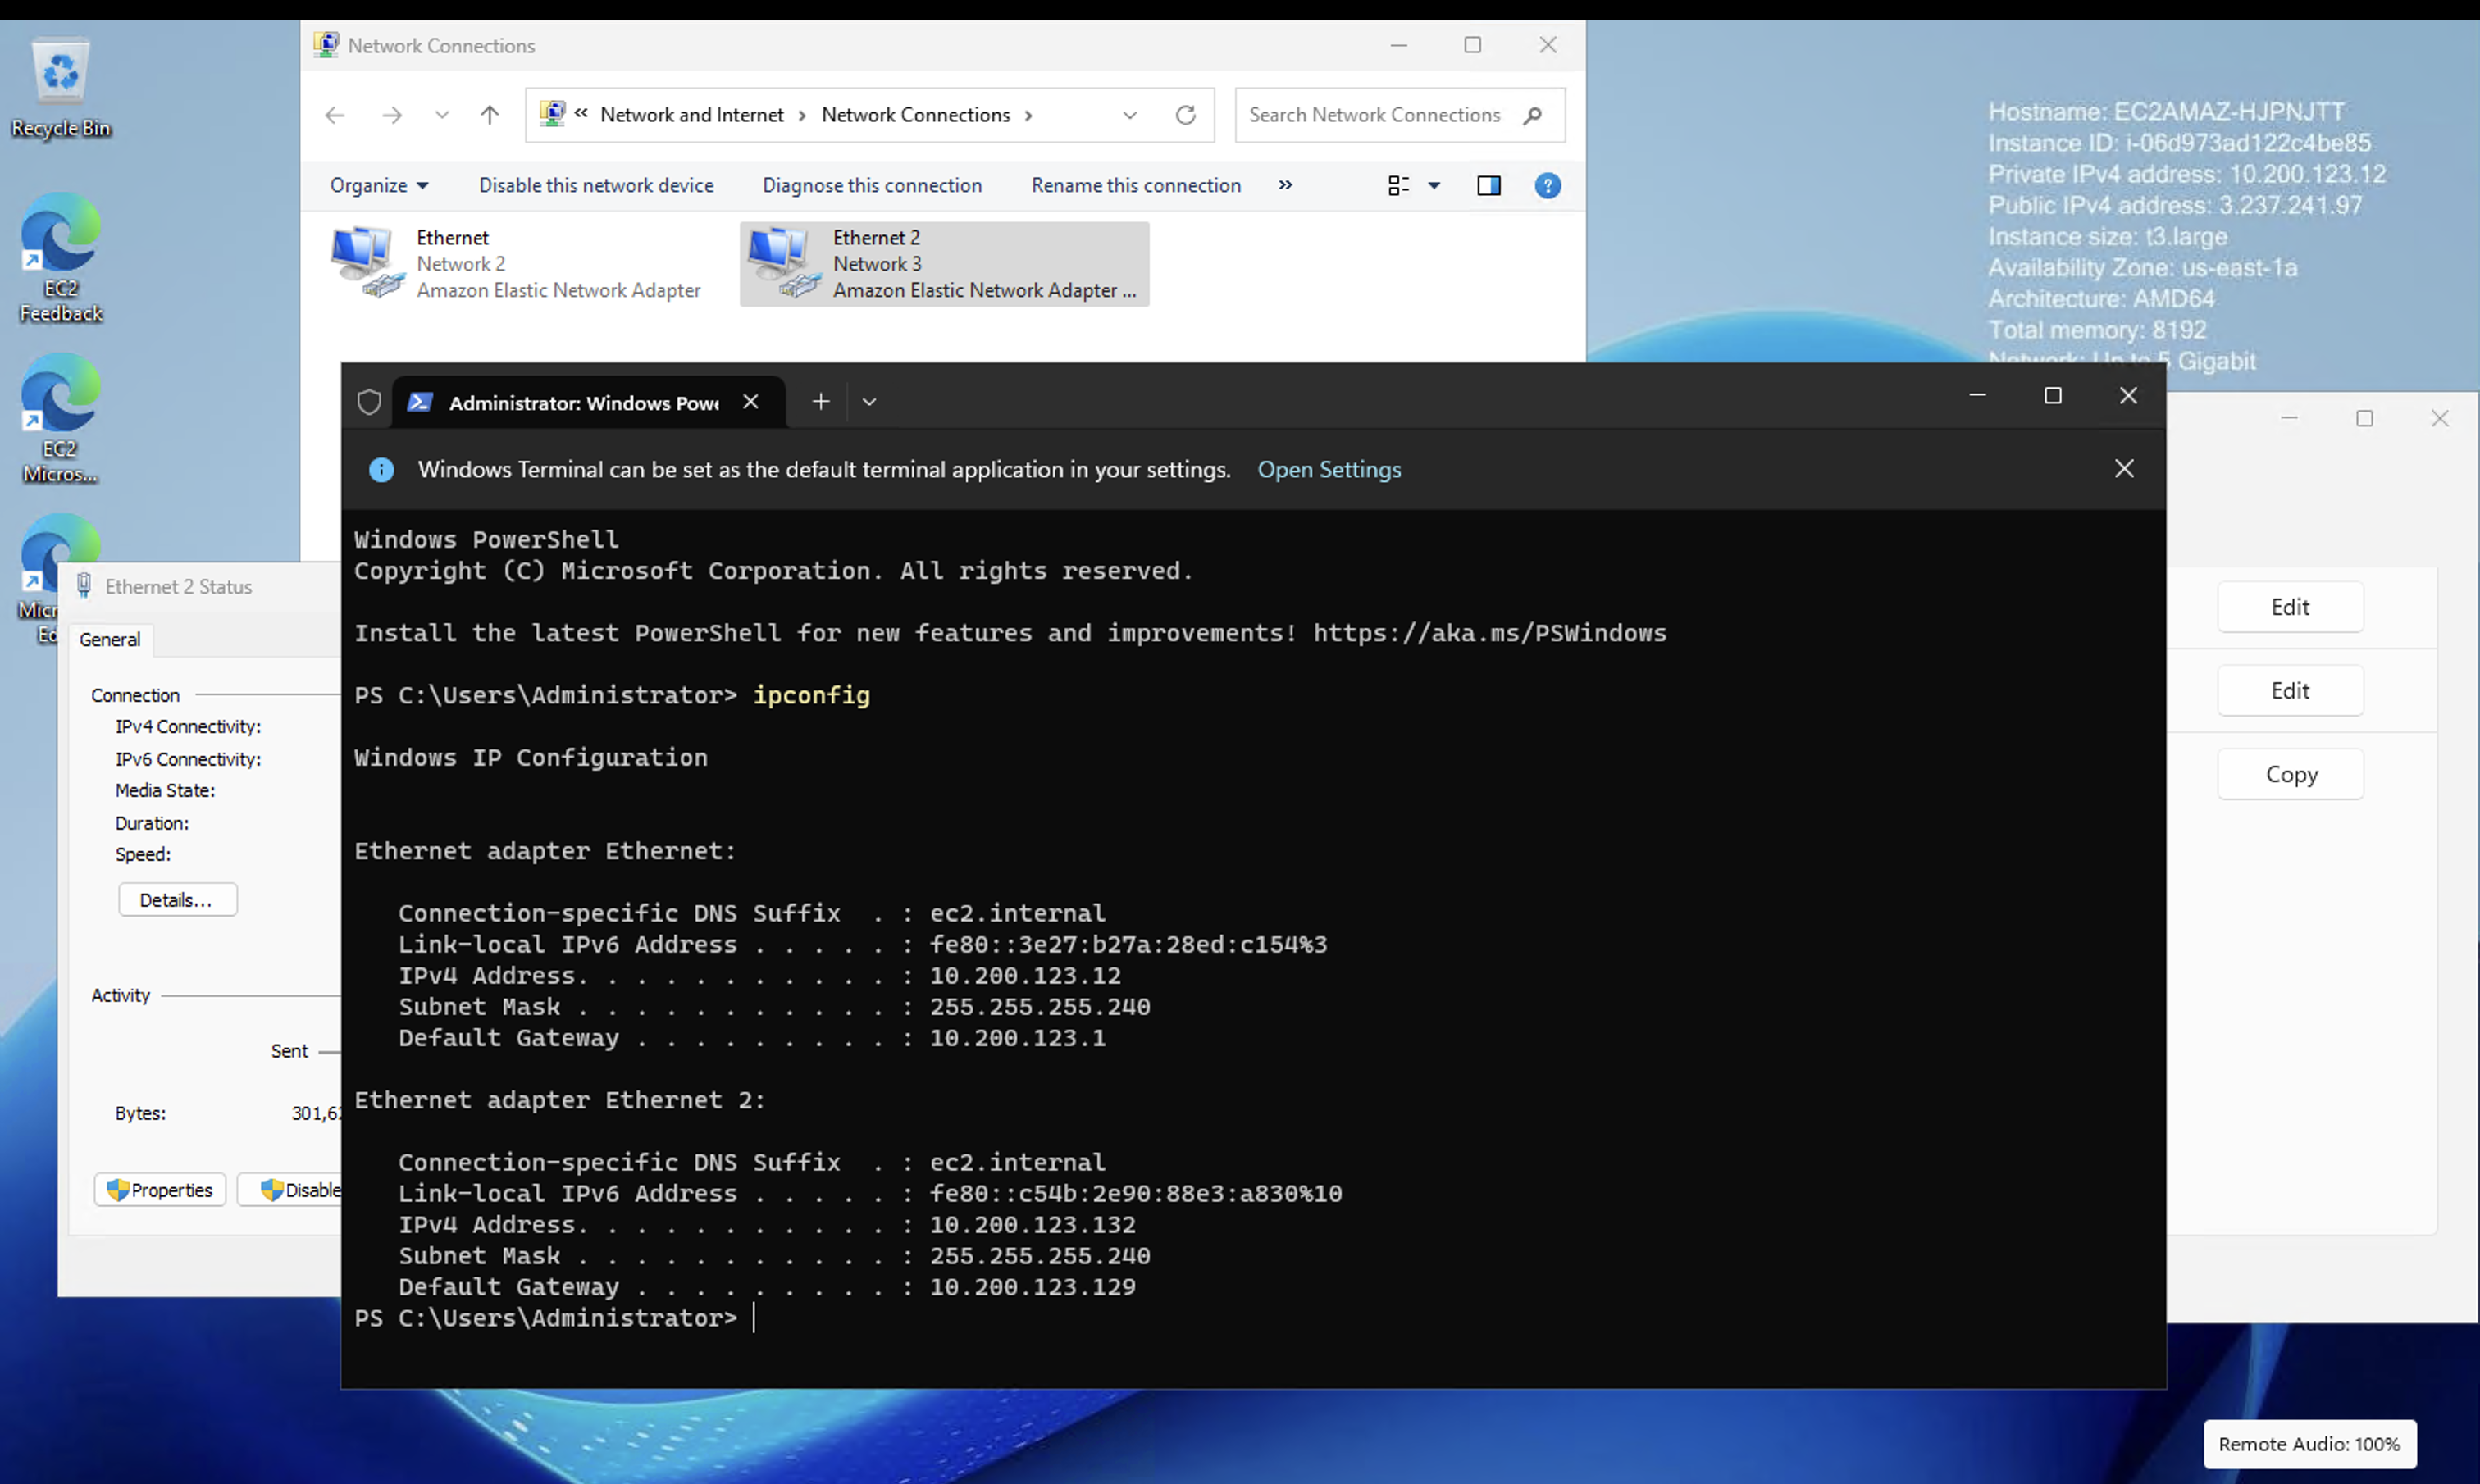 Recycle Bin
EC2
Feedback
EC2
Micros...
Network Connections
« Network and Internet › Network Connections ›
Search Network Connections
Organize
Disable this network device
Diagnose this connection
Rename this connection
»
Ethernet
Network 2
Amazon Elastic Network Adapter
Ethernet 2
Network 3
Amazon Elastic Network Adapter ...
Hostname: EC2AMAZ-HJPNJTT
Instance ID: i-06d973ad122c4be85
Private IPv4 address: 10.200.123.12
Public IPv4 address: 3.237.241.97
Instance size: t3.large
Availability Zone: us-east-1a
Architecture: AMD64
Total memory: 8192
Network: Up to 5 Gigabit
Administrator: Windows Powe
Windows Terminal can be set as the default terminal application in your settings. Open Settings
Windows PowerShell
Copyright (C) Microsoft Corporation. All rights reserved.
Install the latest PowerShell for new features and improvements! https://aka.ms/PSWindows
PS C:\Users\Administrator> ipconfig
Windows IP Configuration
Ethernet adapter Ethernet:
Connection-specific DNS Suffix . : ec2.internal
Link-local IPv6 Address . . . . . : fe80::3e27:b27a:28ed:c154%3
IPv4 Address. . . . . . . . . . . : 10.200.123.12
Subnet Mask . . . . . . . . . . . : 255.255.255.240
Default Gateway . . . . . . . . . : 10.200.123.1
Ethernet adapter Ethernet 2:
Connection-specific DNS Suffix . : ec2.internal
Link-local IPv6 Address . . . . . : fe80::c54b:2e90:88e3:a830%10
IPv4 Address. . . . . . . . . . . : 10.200.123.132
Subnet Mask . . . . . . . . . . . : 255.255.255.240
Default Gateway . . . . . . . . . : 10.200.123.129
PS C:\Users\Administrator>
Ethernet 2 Status
General
Connection
IPv4 Connectivity:
IPv6 Connectivity:
Media State:
Duration:
Speed:
Details...
Activity
Sent
Bytes: 301,6
Properties
Disable
Edit
Edit
Copy
Remote Audio: 100%